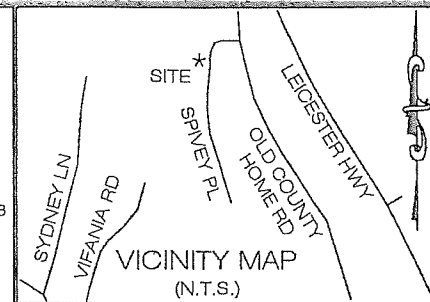 SITE *
LEICESTER HWY
SPIVEY PL
OLD COUNTY
HOME RD
SYDNEY LN
VIFANIA RD
VICINITY MAP
(N.T.S.)